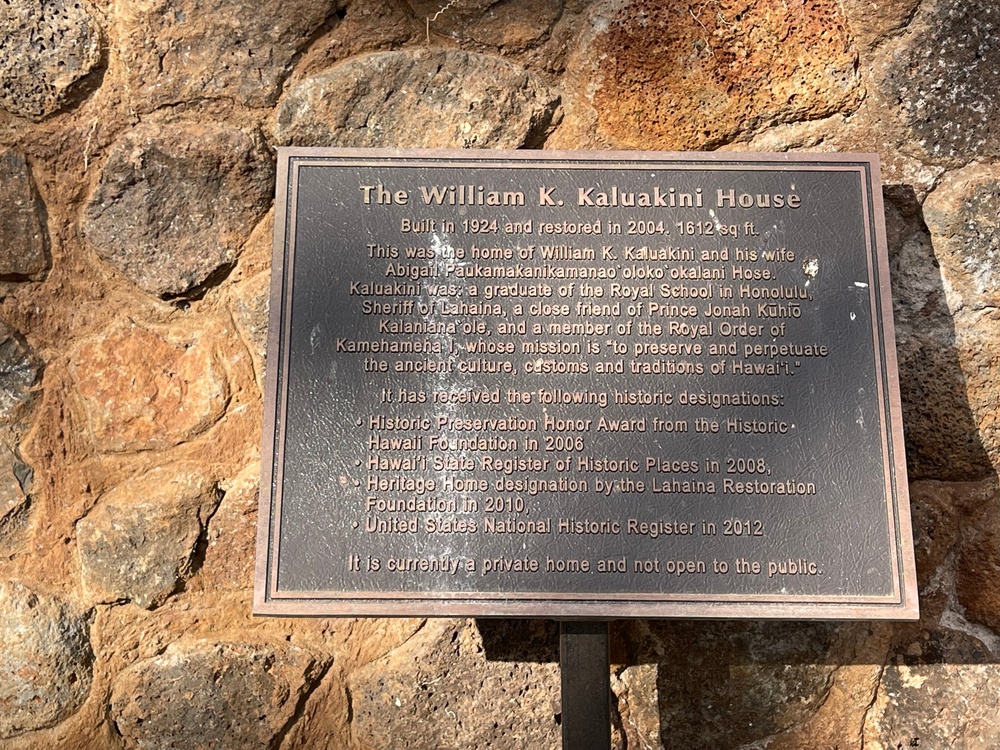 The William K. Kaluakini House
Built in 1924 and restored in 2004. 1612 sq ft.
This was the home of William K. Kaluakini and his wife
Abigail Paukamakanikamanao`oloko`okalani Hose.
Kaluakini was: a graduate of the Royal School in Honolulu,
Sheriff of Lahaina, a close friend of Prince Jonah Kūhiō
Kalaniana`ole, and a member of the Royal Order of
Kamehameha I, whose mission is "to preserve and perpetuate
the ancient culture, customs and traditions of Hawai`i."
It has received the following historic designations:
• Historic Preservation Honor Award from the Historic
Hawaii Foundation in 2006
• Hawai`i State Register of Historic Places in 2008,
• Heritage Home designation by the Lahaina Restoration
Foundation in 2010,
• United States National Historic Register in 2012
It is currently a private home and not open to the public.